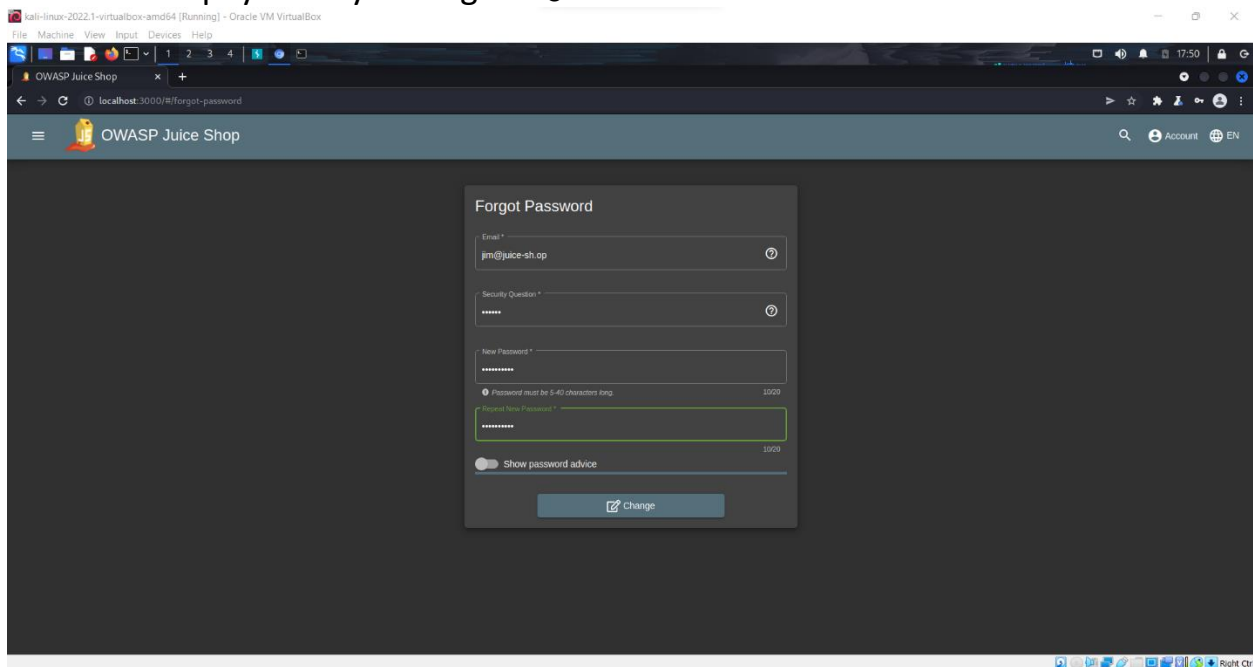 kali-linux-2022.1-virtualbox-amd64 [Running] - Oracle VM VirtualBox
File Machine View Input Devices Help
1 2 3 4
17:50
OWASP Juice Shop
localhost:3000/#/forgot-password
OWASP Juice Shop
Account
EN
Forgot Password
Email *
jim@juice-sh.op
Security Question *
••••••
New Password *
••••••••••
Password must be 5-40 characters long.
10/20
Repeat New Password *
••••••••••
10/20
Show password advice
Change
Right Ctrl